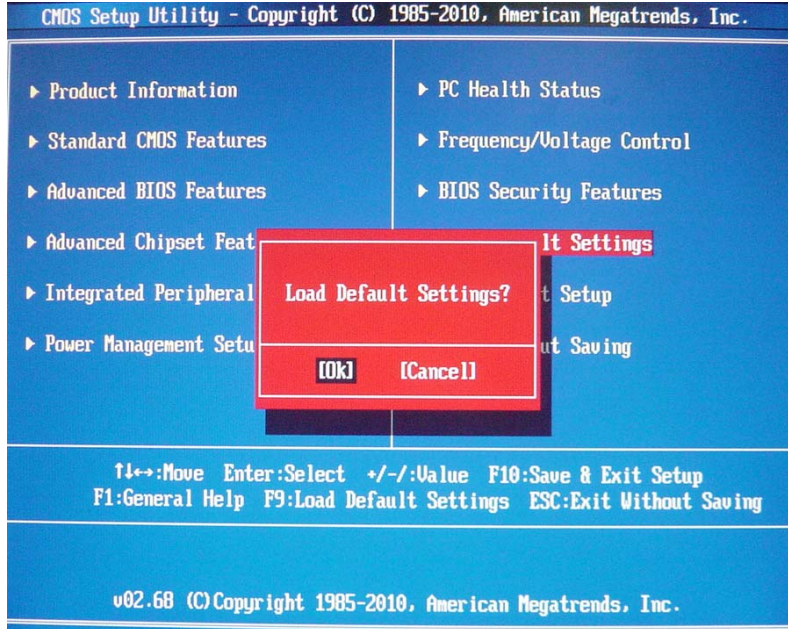 CMOS Setup Utility - Copyright (C) 1985-2010, American Megatrends, Inc.
▶ Product Information
▶ Standard CMOS Features
▶ Advanced BIOS Features
▶ Advanced Chipset Feat
▶ Integrated Peripheral
▶ Power Management Setu
▶ PC Health Status
▶ Frequency/Voltage Control
▶ BIOS Security Features
lt Settings
t Setup
ut Saving
Load Default Settings?
[Ok] [Cancel]
↑↓←→:Move Enter:Select +/-/:Value F10:Save & Exit Setup
F1:General Help F9:Load Default Settings ESC:Exit Without Saving
v02.68 (C)Copyright 1985-2010, American Megatrends, Inc.